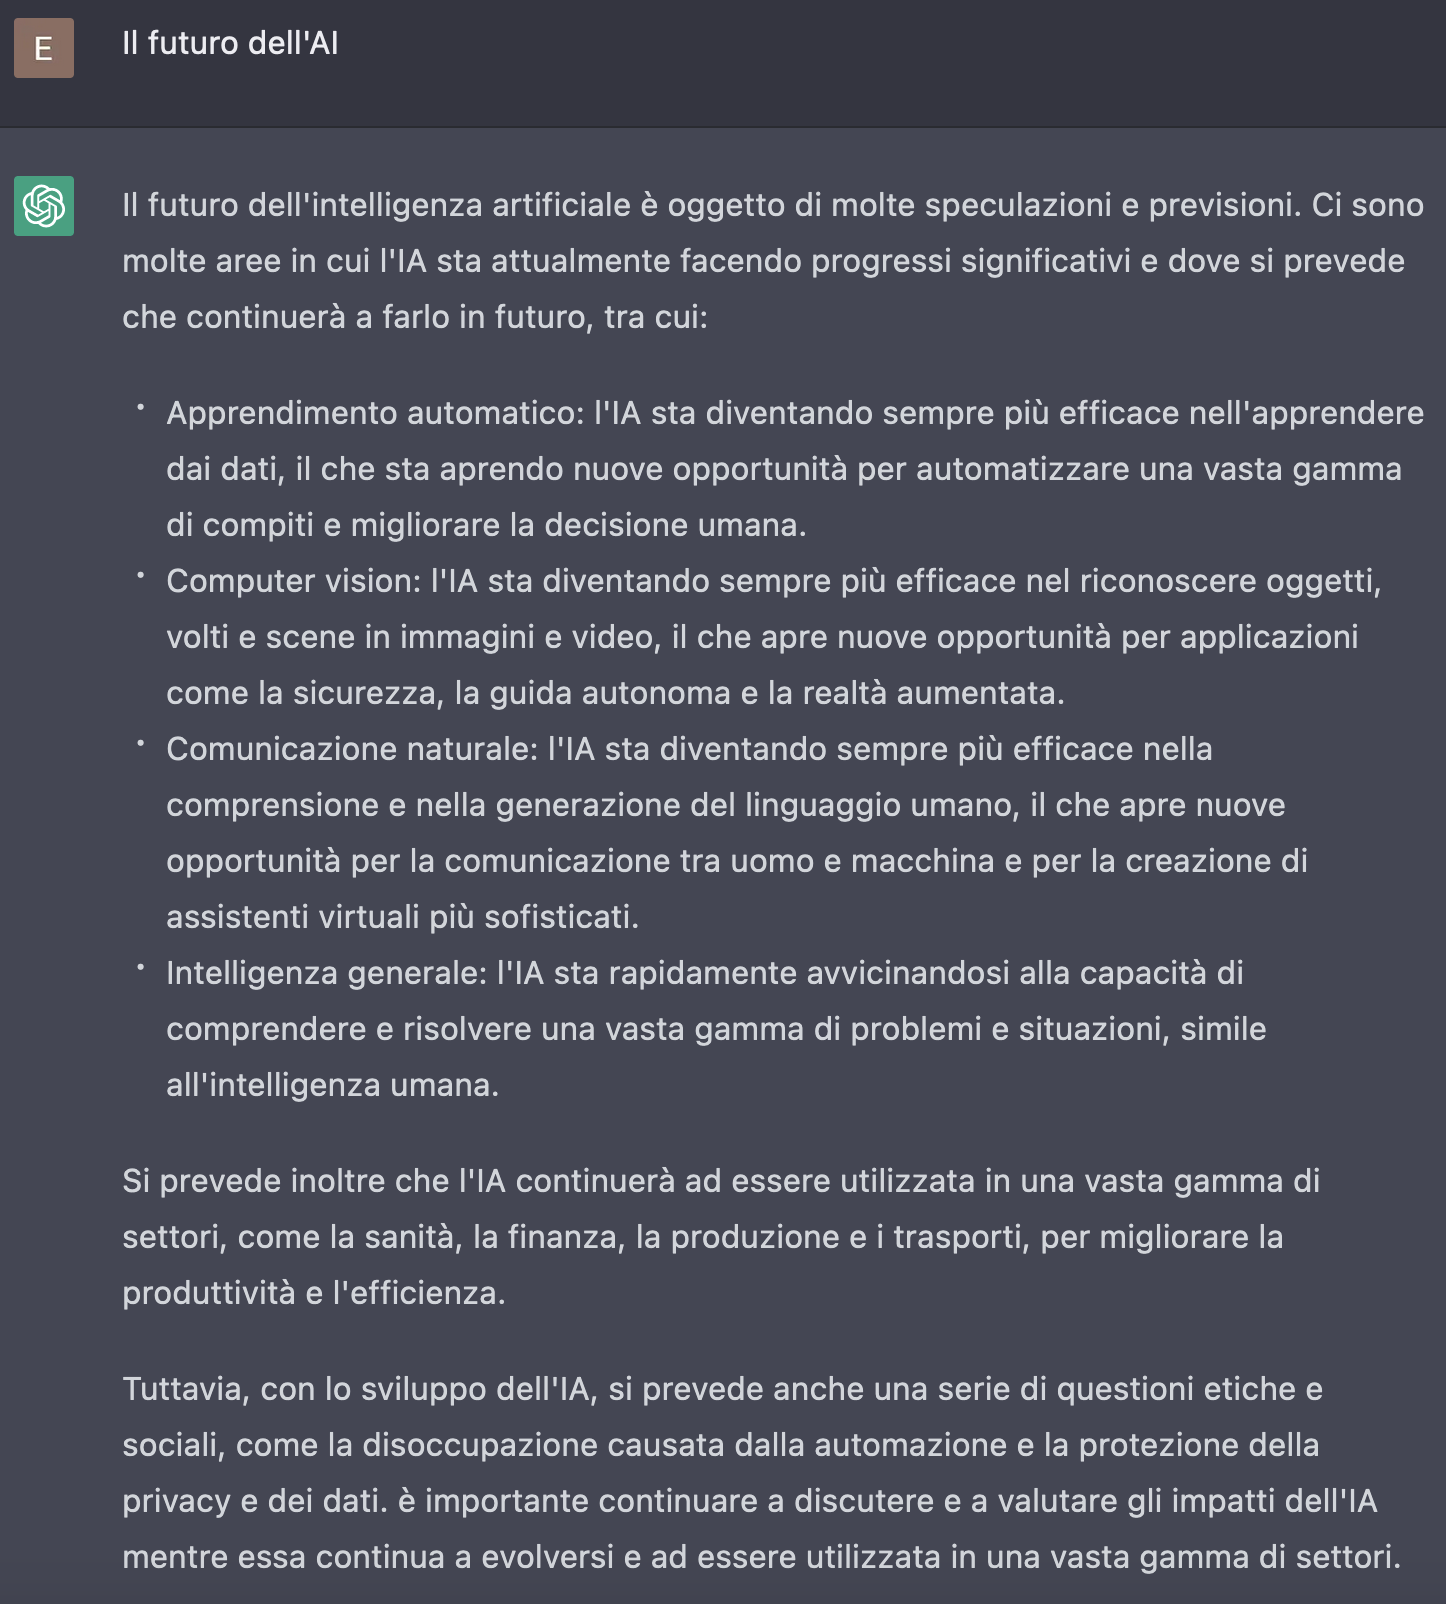 E
Il futuro dell'AI
Il futuro dell'intelligenza artificiale è oggetto di molte speculazioni e previsioni. Ci sono
molte aree in cui l'IA sta attualmente facendo progressi significativi e dove si prevede
che continuerà a farlo in futuro, tra cui:
• Apprendimento automatico: l'IA sta diventando sempre più efficace nell'apprendere
dai dati, il che sta aprendo nuove opportunità per automatizzare una vasta gamma
di compiti e migliorare la decisione umana.
• Computer vision: l'IA sta diventando sempre più efficace nel riconoscere oggetti,
volti e scene in immagini e video, il che apre nuove opportunità per applicazioni
come la sicurezza, la guida autonoma e la realtà aumentata.
• Comunicazione naturale: l'IA sta diventando sempre più efficace nella
comprensione e nella generazione del linguaggio umano, il che apre nuove
opportunità per la comunicazione tra uomo e macchina e per la creazione di
assistenti virtuali più sofisticati.
• Intelligenza generale: l'IA sta rapidamente avvicinandosi alla capacità di
comprendere e risolvere una vasta gamma di problemi e situazioni, simile
all'intelligenza umana.
Si prevede inoltre che l'IA continuerà ad essere utilizzata in una vasta gamma di
settori, come la sanità, la finanza, la produzione e i trasporti, per migliorare la
produttività e l'efficienza.
Tuttavia, con lo sviluppo dell'IA, si prevede anche una serie di questioni etiche e
sociali, come la disoccupazione causata dalla automazione e la protezione della
privacy e dei dati. è importante continuare a discutere e a valutare gli impatti dell'IA
mentre essa continua a evolversi e ad essere utilizzata in una vasta gamma di settori.